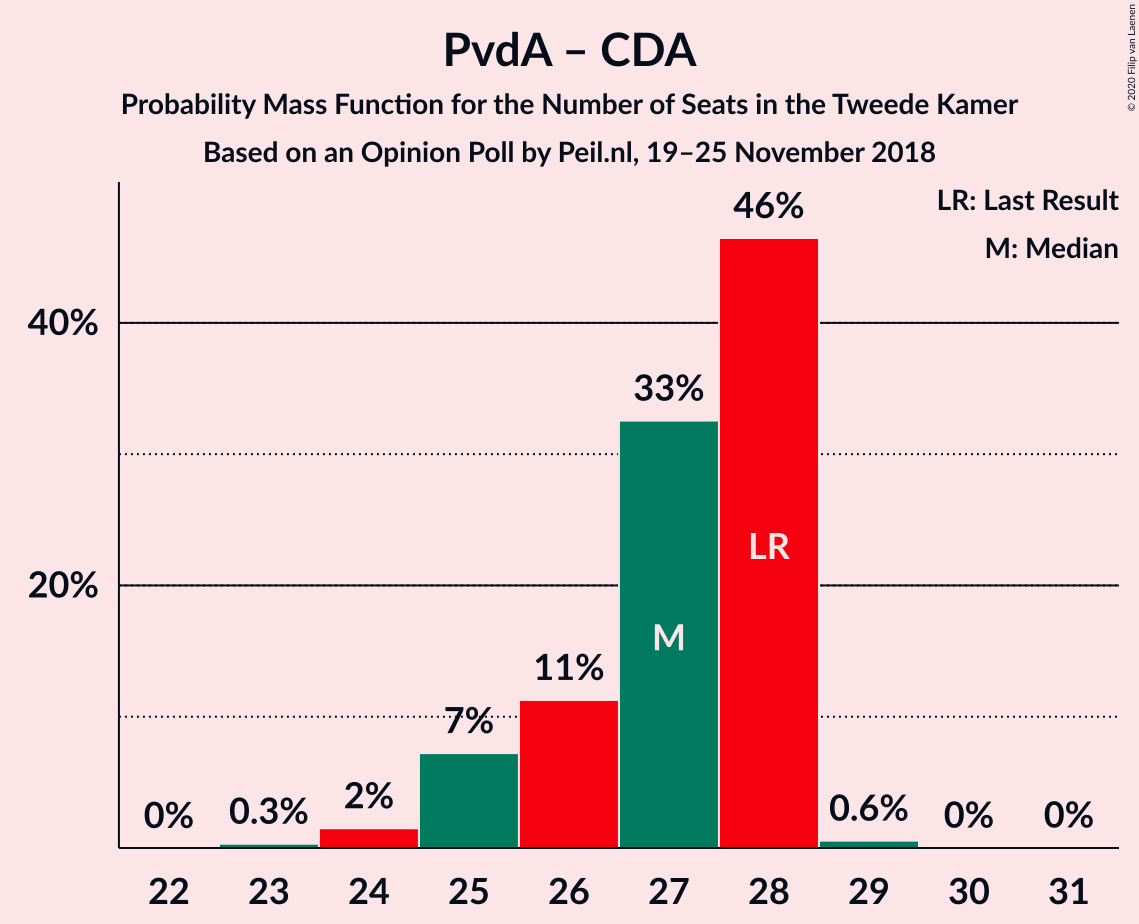 PvdA – CDA
Probability Mass Function for the Number of Seats in the Tweede Kamer
Based on an Opinion Poll by Peil.nl, 19–25 November 2018
© 2020 Filip van Laenen
LR: Last Result
M: Median
40%
20%
0%
0.3%
2%
7%
11%
33%
46%
0.6%
0%
0%
M
LR
22 23 24 25 26 27 28 29 30 31